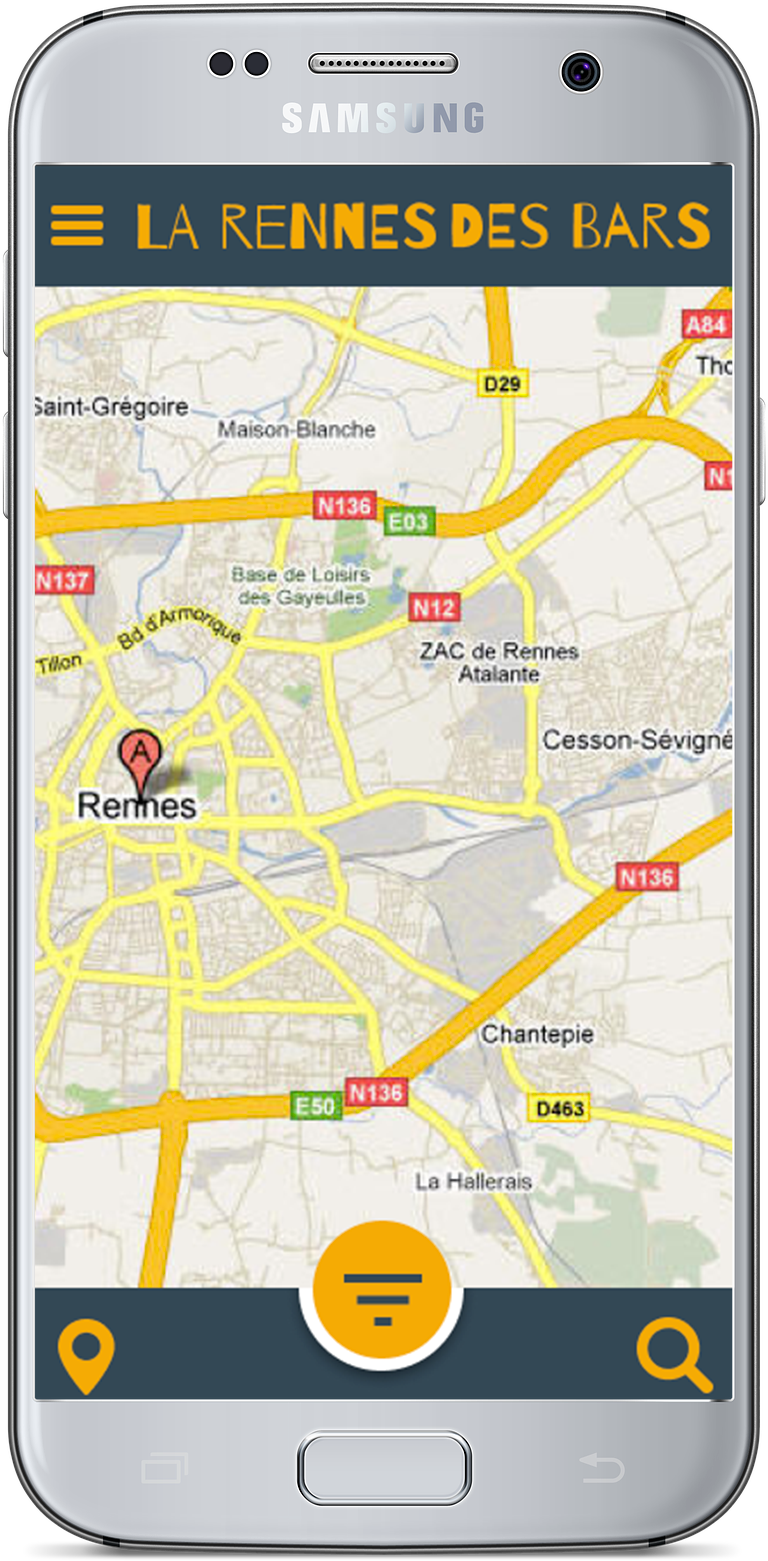 SAMSUNG
LA RENNES DES BARS
A84
Tho
D29
Saint-Grégoire
Maison-Blanche
N1
N136
E03
N137
Base de Loisirs
des Gayeulles
N12
Bd d'Armorique
Tillon
ZAC de Rennes
Atalante
Cesson-Sévigné
A
Rennes
N136
Chantepie
N136
E50
D463
La Hallerais